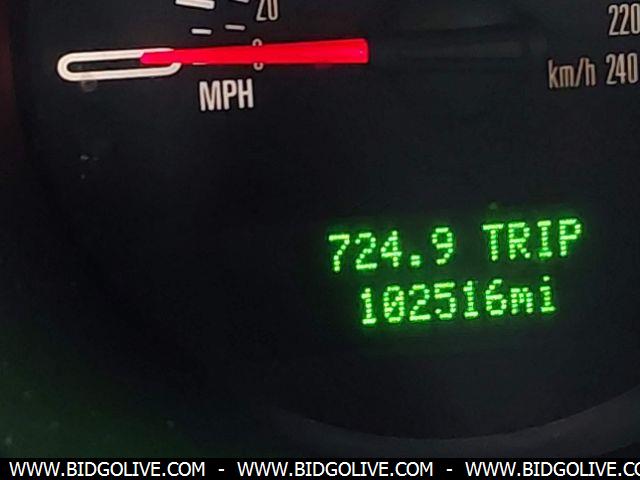 20
0
MPH
220
km/h 240
724.9 TRIP
102516mi
WWW.BIDGOLIVE.COM - WWW.BIDGOLIVE.COM - WWW.BIDGOLIVE.CO